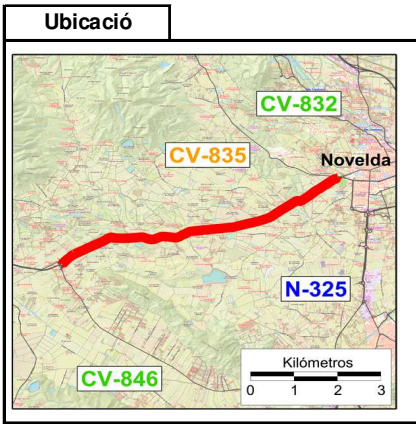 Ubicació
CV-832
CV-835
Novelda
N-325
CV-846
Kilómetros
0 1 2 3